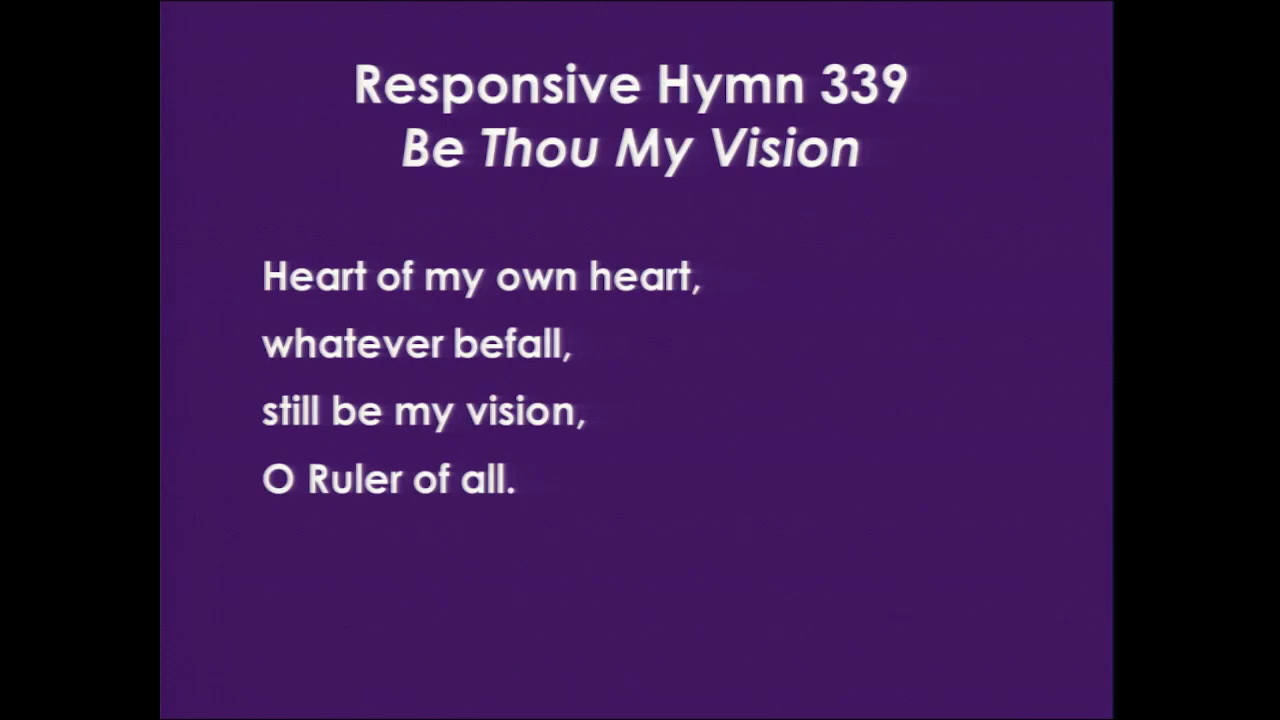 Responsive Hymn 339
Be Thou My Vision
Heart of my own heart,
whatever befall,
still be my vision,
O Ruler of all.